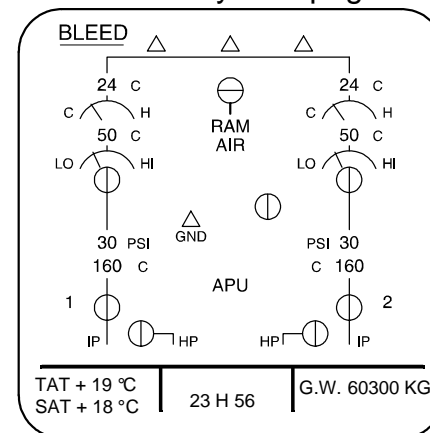 BLEED
24 C 24 C
C H C H
50 C 50 C
RAM
AIR
LO HI LO HI
GND
30 PSI PSI 30
160 C C 160
APU
1 2
IP HP HP IP
TAT + 19 °C 23 H 56 G.W. 60300 KG
SAT + 18 °C